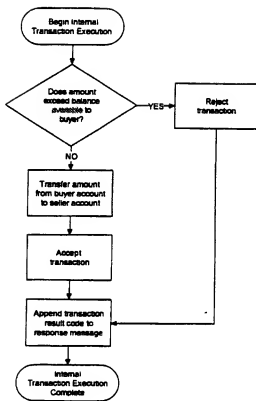 Begin Internal
Transaction Execution
Does amount
exceed balance
available to
buyer?
YES
Reject
transaction
NO
Transfer amount
from buyer account
to seller account
Accept
transaction
Append transaction
result code to
response message
Internal
Transaction Execution
Complete